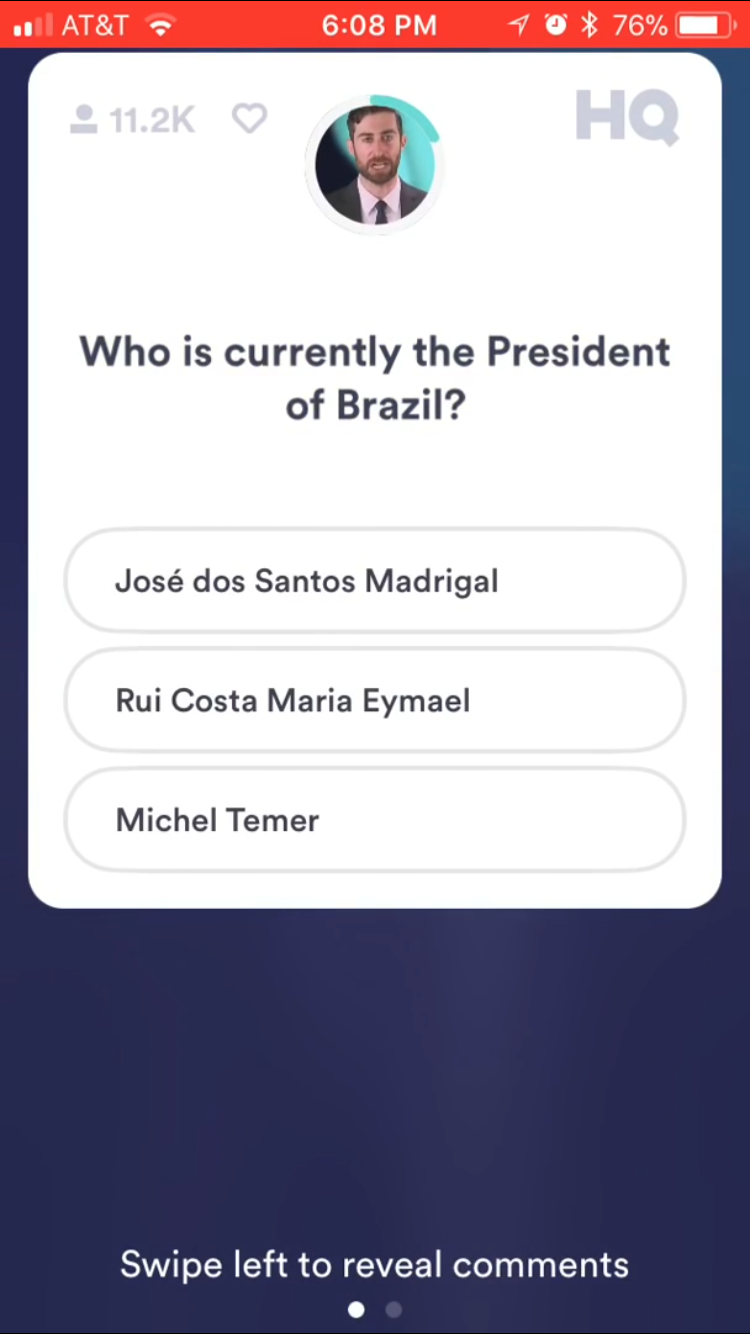 AT&T 6:08 PM 76%
11.2K HQ
Who is currently the President
of Brazil?
José dos Santos Madrigal
Rui Costa Maria Eymael
Michel Temer
Swipe left to reveal comments